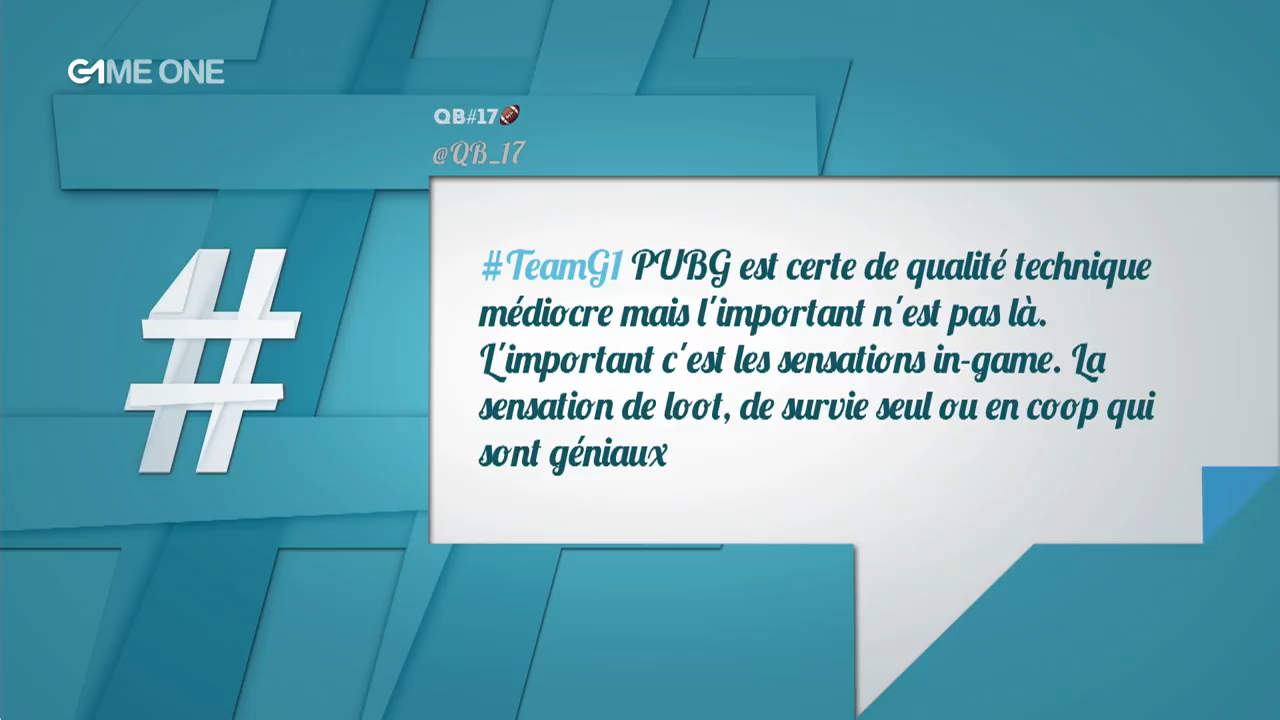 GAME ONE
QB#17🏈
@QB_17
#TeamG1 PUBG est certe de qualité technique
médiocre mais l'important n'est pas là.
L'important c'est les sensations in-game. La
sensation de loot, de survie seul ou en coop qui
sont géniaux
#